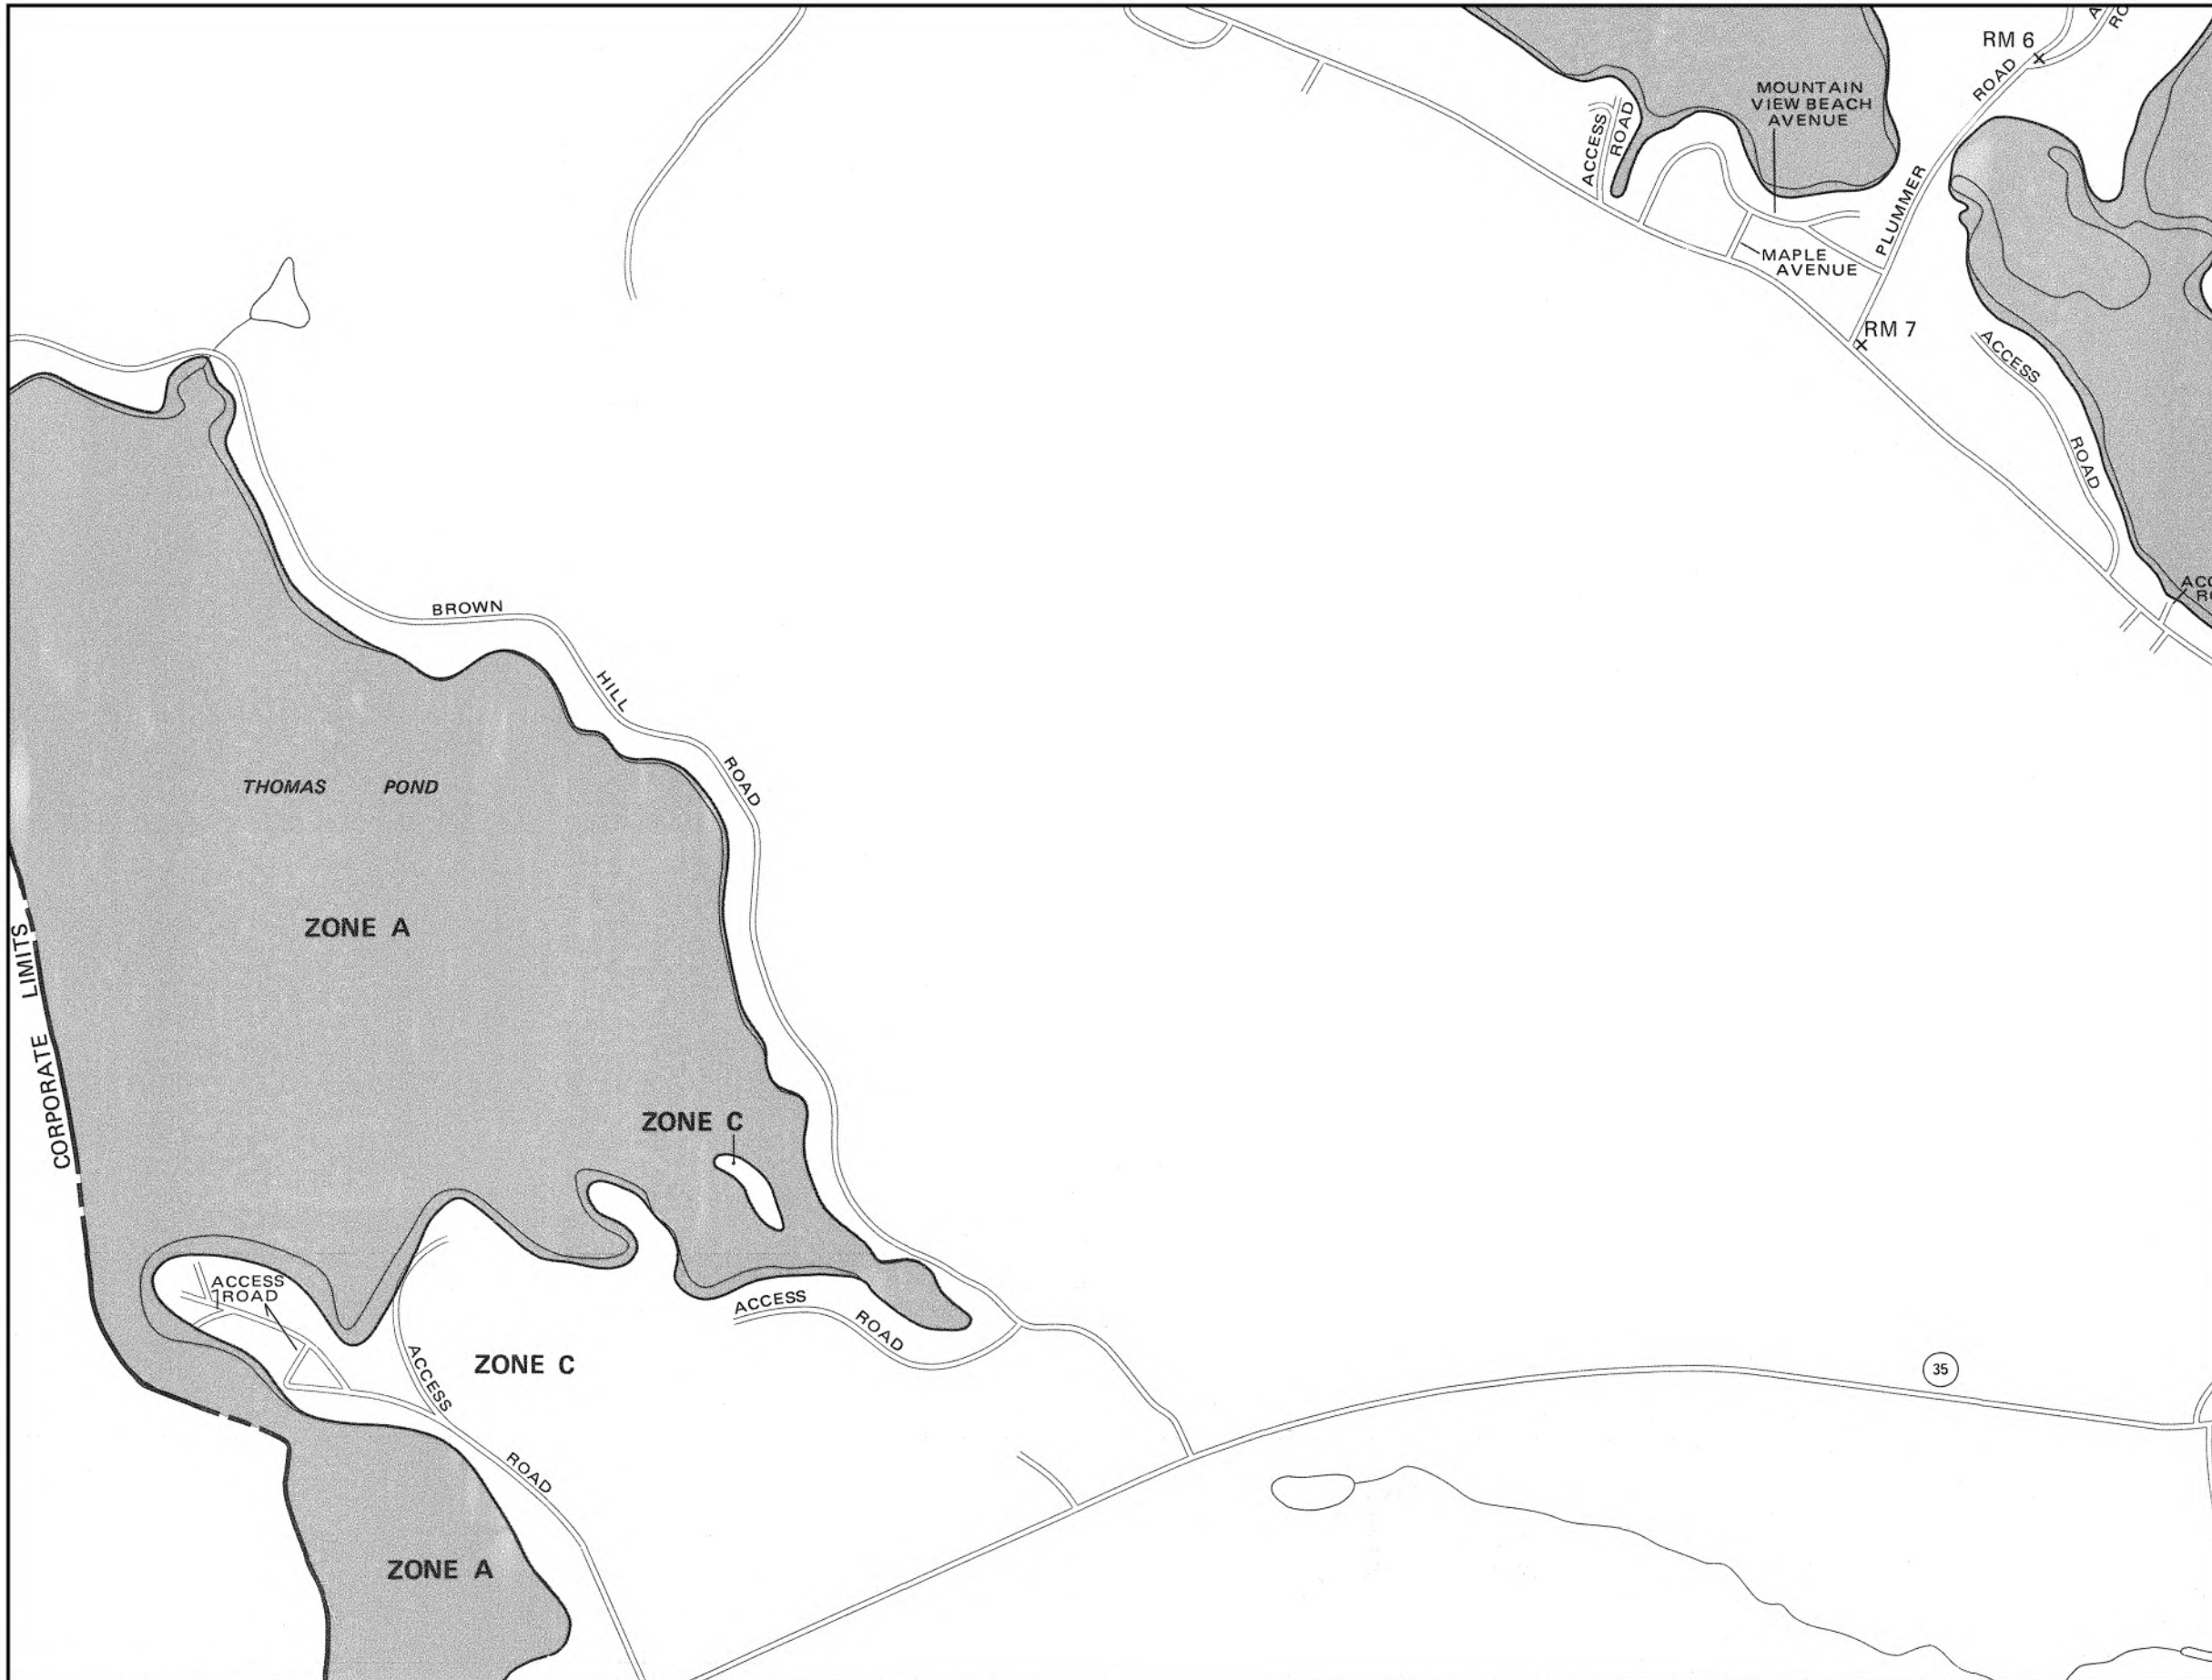 RM 6
ROAD
PLUMMER
MOUNTAIN
VIEW BEACH
AVENUE
ACCESS
ROAD
MAPLE
AVENUE
RM 7
ACCESS
ROAD
BROWN
HILL
ROAD
THOMAS POND
ZONE A
CORPORATE LIMITS
ZONE C
ACCESS
ROAD
ACCESS
ROAD
ACCESS
ROAD
ZONE C
35
ZONE A